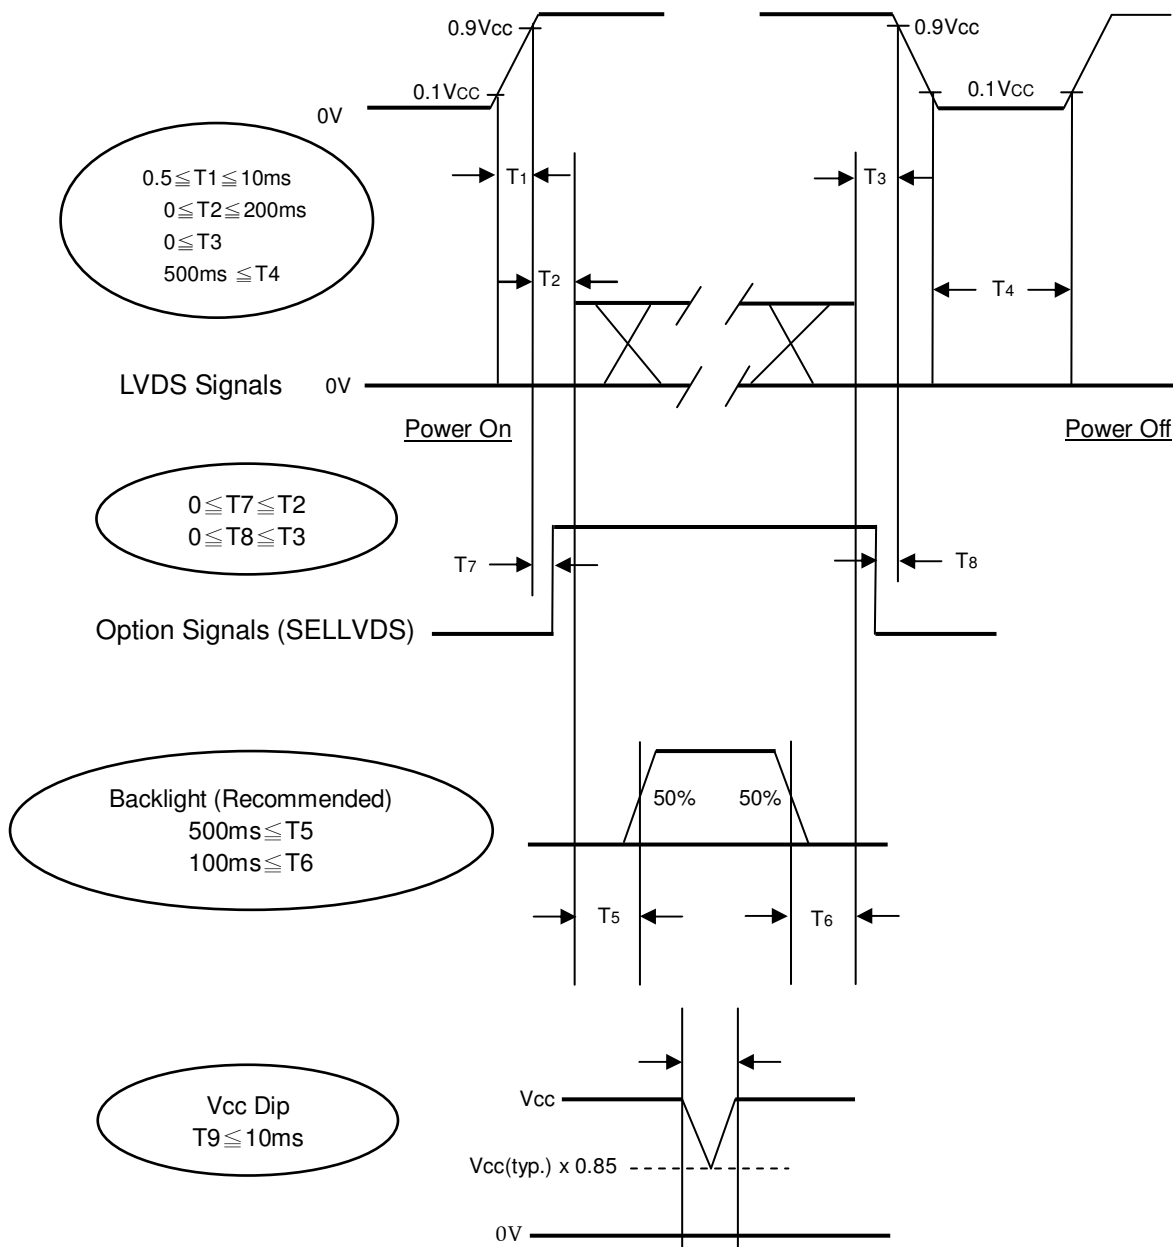 0.9Vcc
0.9Vcc
0.1Vcc
0.1Vcc
0V
0.5≦T1≦10ms
0≦T2≦200ms
0≦T3
500ms ≦T4
T1
T3
T2
T4
LVDS Signals
0V
Power On
Power Off
0≦T7≦T2
0≦T8≦T3
T7
T8
Option Signals (SELLVDS)
Backlight (Recommended)
500ms≦T5
100ms≦T6
50%
50%
T5
T6
Vcc Dip
T9≦10ms
Vcc
Vcc(typ.) x 0.85
0V